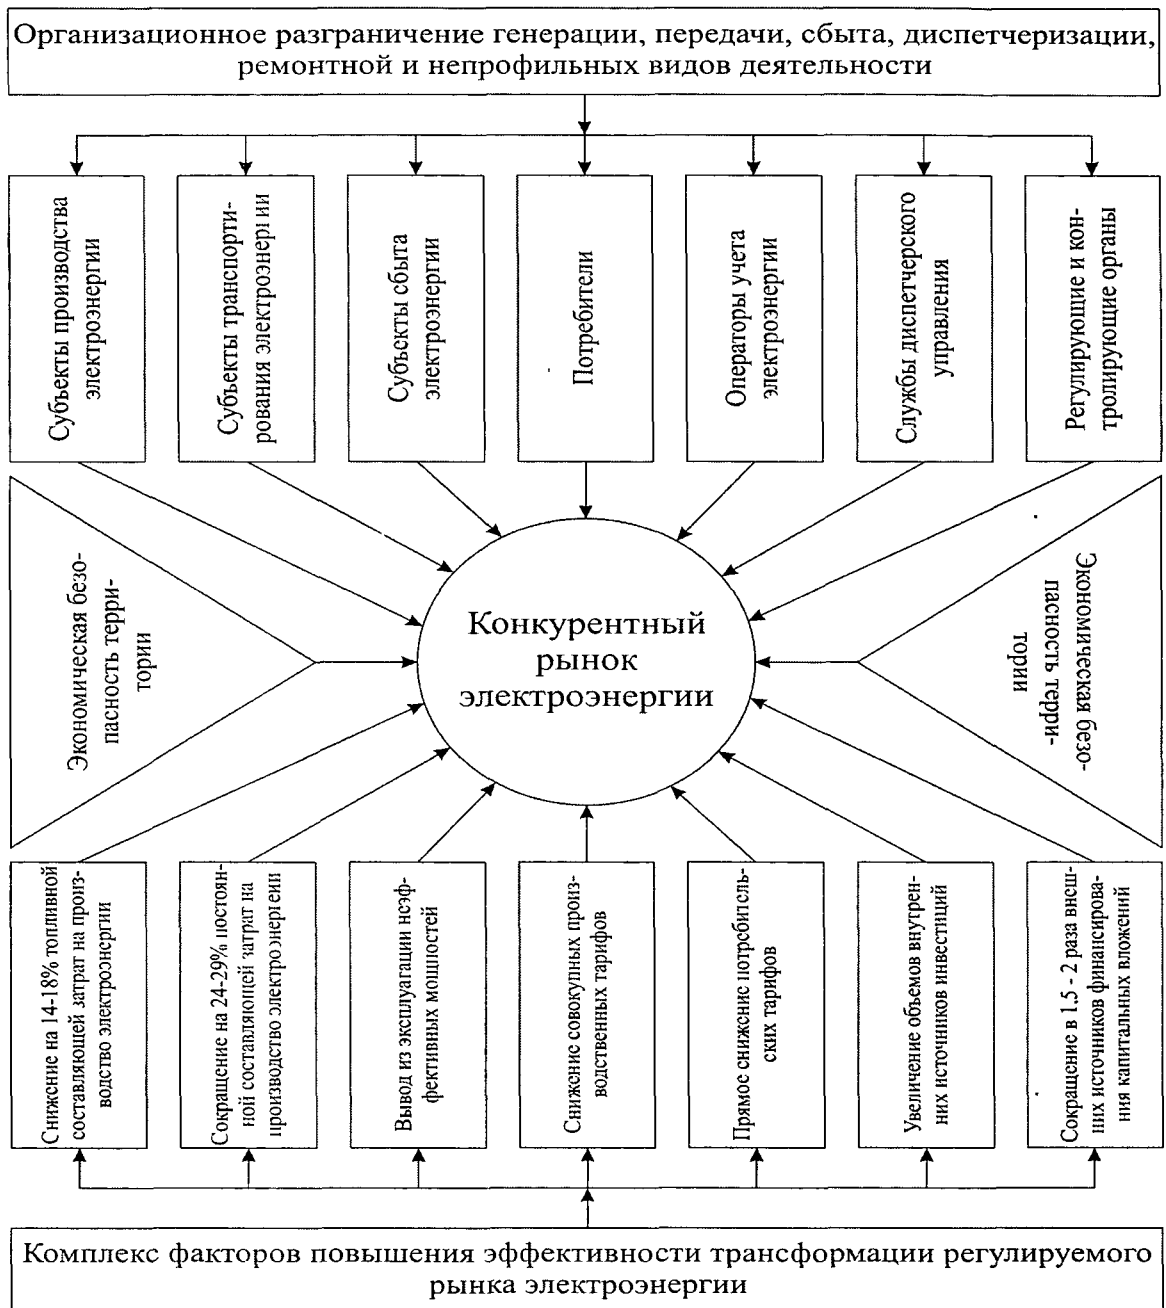 Организационное разграничение генерации, передачи, сбыта, диспетчеризации,
ремонтной и непрофильных видов деятельности
Субъекты производства
электроэнергии
Субъекты транспорти-
рования электроэнергии
Субъекты сбыта
электроэнергии
Потребители
Операторы учета
электроэнергии
Службы диспетчерского
управления
Регулирующие и кон-
тролирующие органы
Экономическая безо-
пасность терри-
тории
Конкурентный
рынок
электроэнергии
Экономическая безо-
пасность терри-
тории
Снижение на 14-18% топливной
составляющей затрат на произ-
водство электроэнергии
Сокращение на 24-29% постоян-
ной составляющей затрат на
производство электроэнергии
Вывод из эксплуатации неэф-
фективных мощностей
Снижение совокупных произ-
водственных тарифов
Прямое снижение потребитель-
ских тарифов
Увеличение объемов внутрен-
них источников инвестиций
Сокращение в 1.5 - 2 раза внеш-
них источников финансирова-
ния капитальных вложений
Комплекс факторов повышения эффективности трансформации регулируемого
рынка электроэнергии